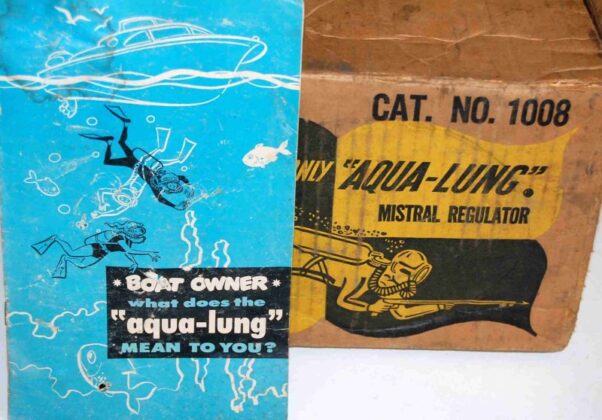 * BOAT OWNER *
what does the
"aqua-lung"
MEAN TO YOU?
CAT. NO. 1008
"AQUA-LUNG".
MISTRAL REGULATOR